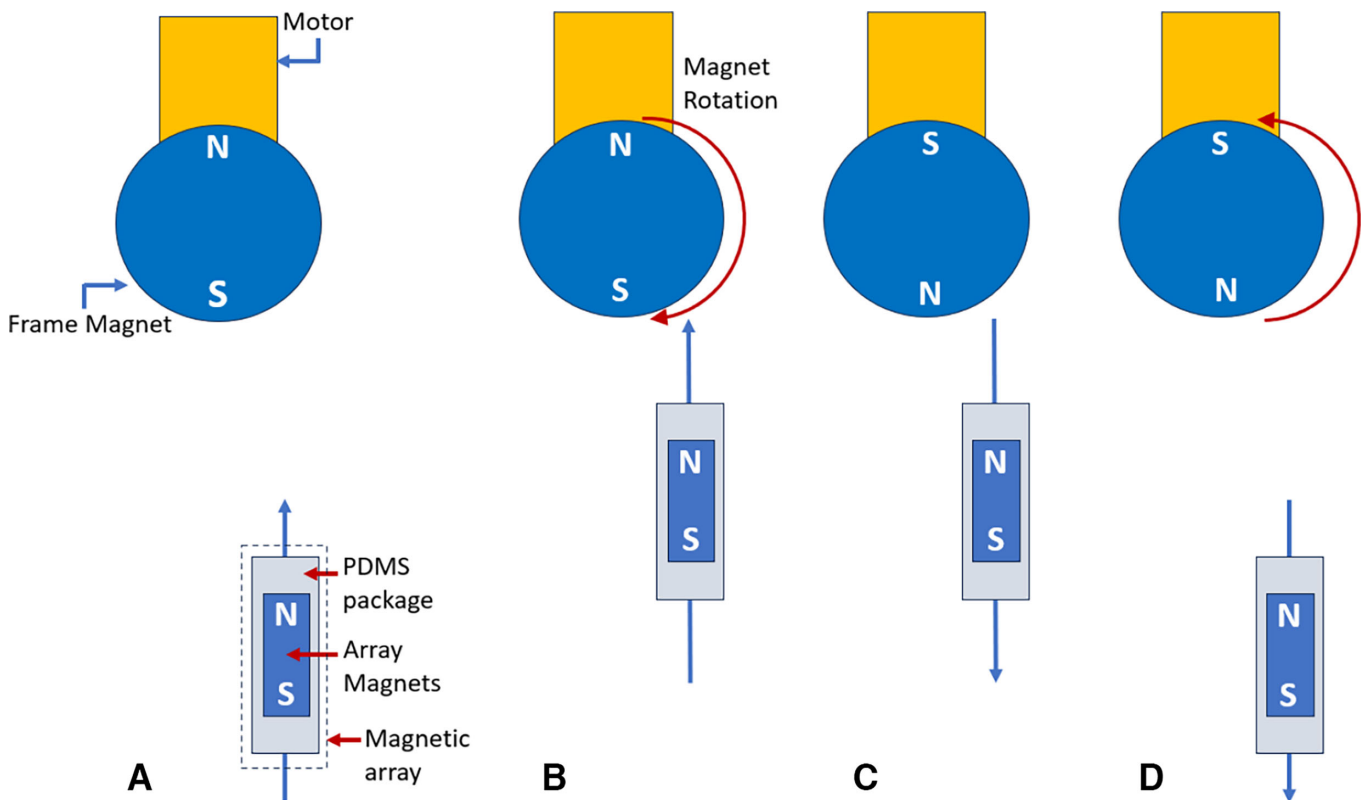 Motor
N
S
Frame Magnet
PDMS
package
N
Array
Magnets
S
Magnetic
array
A
Magnet
Rotation
N
S
N
S
B
S
N
N
S
C
S
N
N
S
D